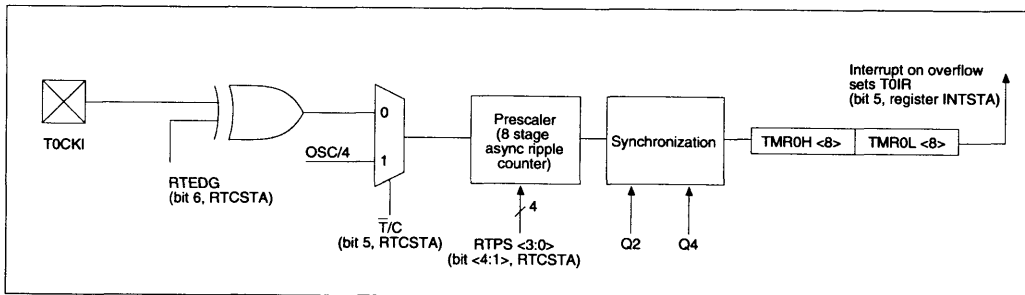 Interrupt on overflow
sets T0IR
(bit 5, register INTSTA)
T0CKI
0
OSC/4
1
Prescaler
(8 stage
async ripple
counter)
Synchronization
TMR0H <8>
TMR0L <8>
RTEDG
(bit 6, RTCSTA)
T/C
(bit 5, RTCSTA)
4
RTPS <3:0>
(bit <4:1>, RTCSTA)
Q2
Q4